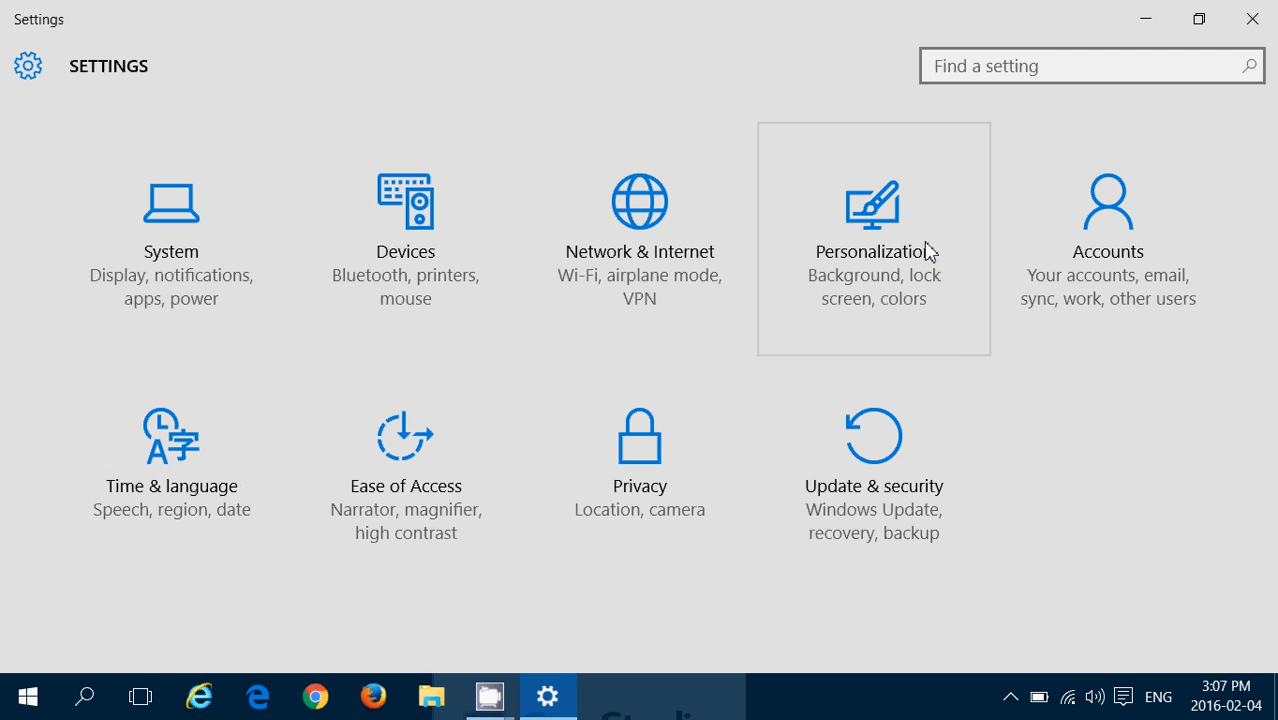 Settings
SETTINGS
Find a setting
System
Display, notifications,
apps, power
Devices
Bluetooth, printers,
mouse
Network & Internet
Wi-Fi, airplane mode,
VPN
Personalization
Background, lock
screen, colors
Accounts
Your accounts, email,
sync, work, other users
Time & language
Speech, region, date
Ease of Access
Narrator, magnifier,
high contrast
Privacy
Location, camera
Update & security
Windows Update,
recovery, backup
ENG
3:07 PM
2016-02-04